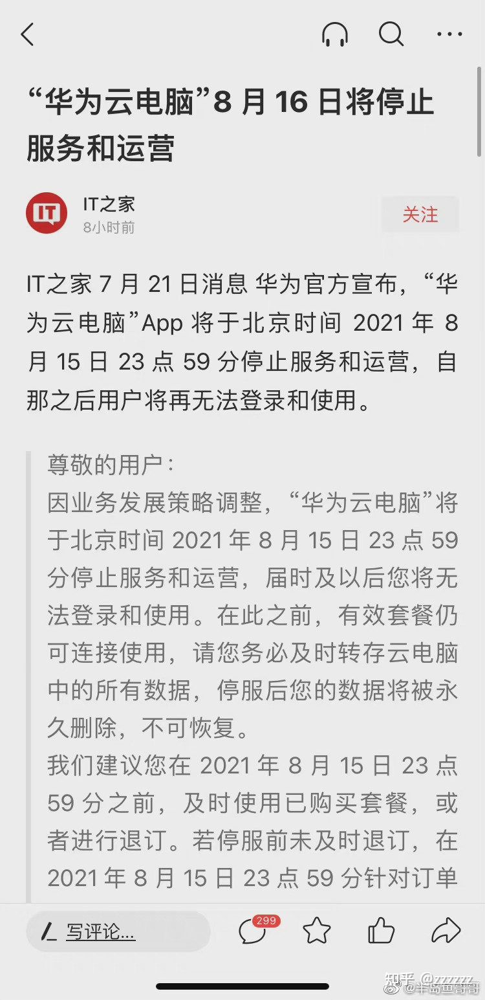 “华为云电脑”8 月 16 日将停止
服务和运营
IT
IT之家
8小时前
关注
IT之家 7 月 21 日消息 华为官方宣布，“华
为云电脑”App 将于北京时间 2021 年 8
月 15 日 23 点 59 分停止服务和运营，自
那之后用户将再无法登录和使用。
尊敬的用户：
因业务发展策略调整，“华为云电脑”将
于北京时间 2021 年 8 月 15 日 23 点 59
分停止服务和运营，届时及以后您将无
法登录和使用。在此之前，有效套餐仍
可连接使用，请您务必及时转存云电脑
中的所有数据，停服后您的数据将被永
久删除，不可恢复。
我们建议您在 2021 年 8 月 15 日 23 点
59 分之前，及时使用已购买套餐，或
者进行退订。若停服前未及时退订，在
2021 年 8 月 15 日 23 点 59 分针对订单
写评论...
299
知乎 @zzzzzz
@半岛鱼哥哥